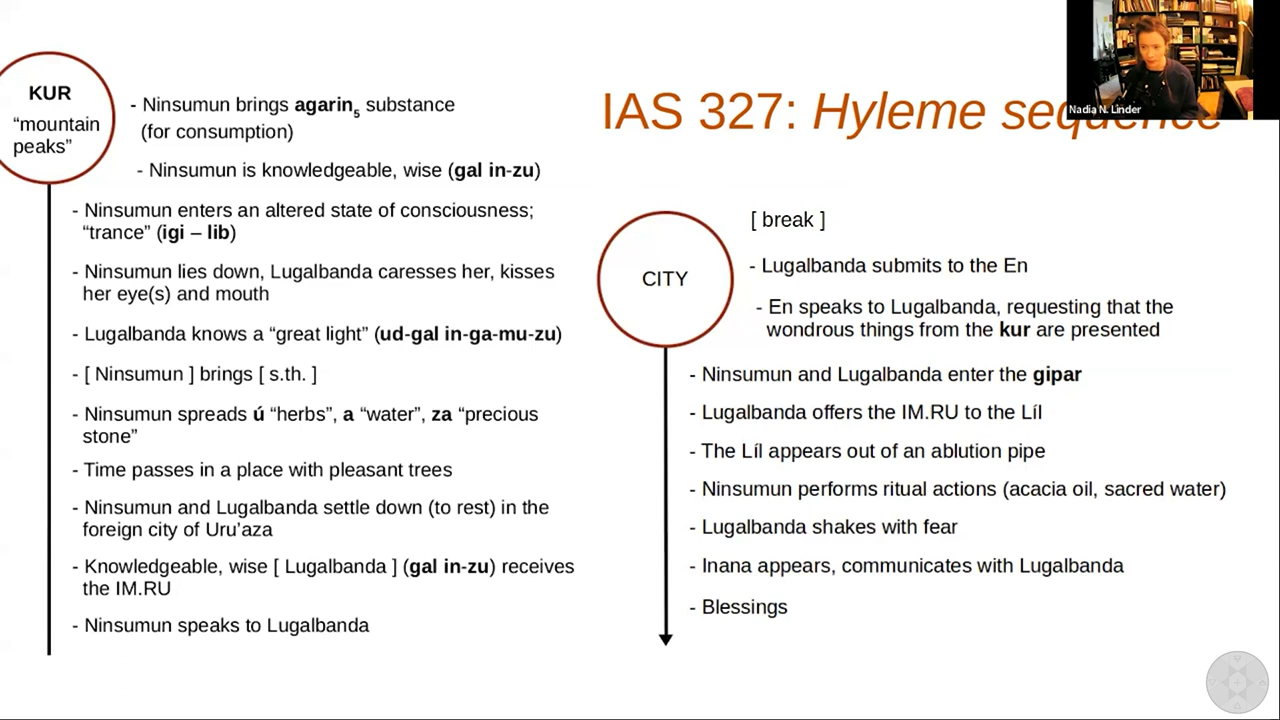 KUR
"mountain
peaks"
- Ninsumun brings agarin5 substance
(for consumption)
- Ninsumun is knowledgeable, wise (gal in-zu)
- Ninsumun enters an altered state of consciousness;
"trance" (igi – lib)
- Ninsumun lies down, Lugalbanda caresses her, kisses
her eye(s) and mouth
- Lugalbanda knows a "great light" (ud-gal in-ga-mu-zu)
- [ Ninsumun ] brings [ s.th. ]
- Ninsumun spreads ú "herbs", a "water", za "precious
stone"
- Time passes in a place with pleasant trees
- Ninsumun and Lugalbanda settle down (to rest) in the
foreign city of Uru'aza
- Knowledgeable, wise [ Lugalbanda ] (gal in-zu) receives
the IM.RU
- Ninsumun speaks to Lugalbanda
IAS 327: Hyleme sequence
Nadia N. Linder
CITY
[ break ]
- Lugalbanda submits to the En
- En speaks to Lugalbanda, requesting that the
wondrous things from the kur are presented
- Ninsumun and Lugalbanda enter the gipar
- Lugalbanda offers the IM.RU to the Líl
- The Líl appears out of an ablution pipe
- Ninsumun performs ritual actions (acacia oil, sacred water)
- Lugalbanda shakes with fear
- Inana appears, communicates with Lugalbanda
- Blessings